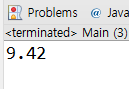 Problems @ Java
<terminated> Main (3)
9.42